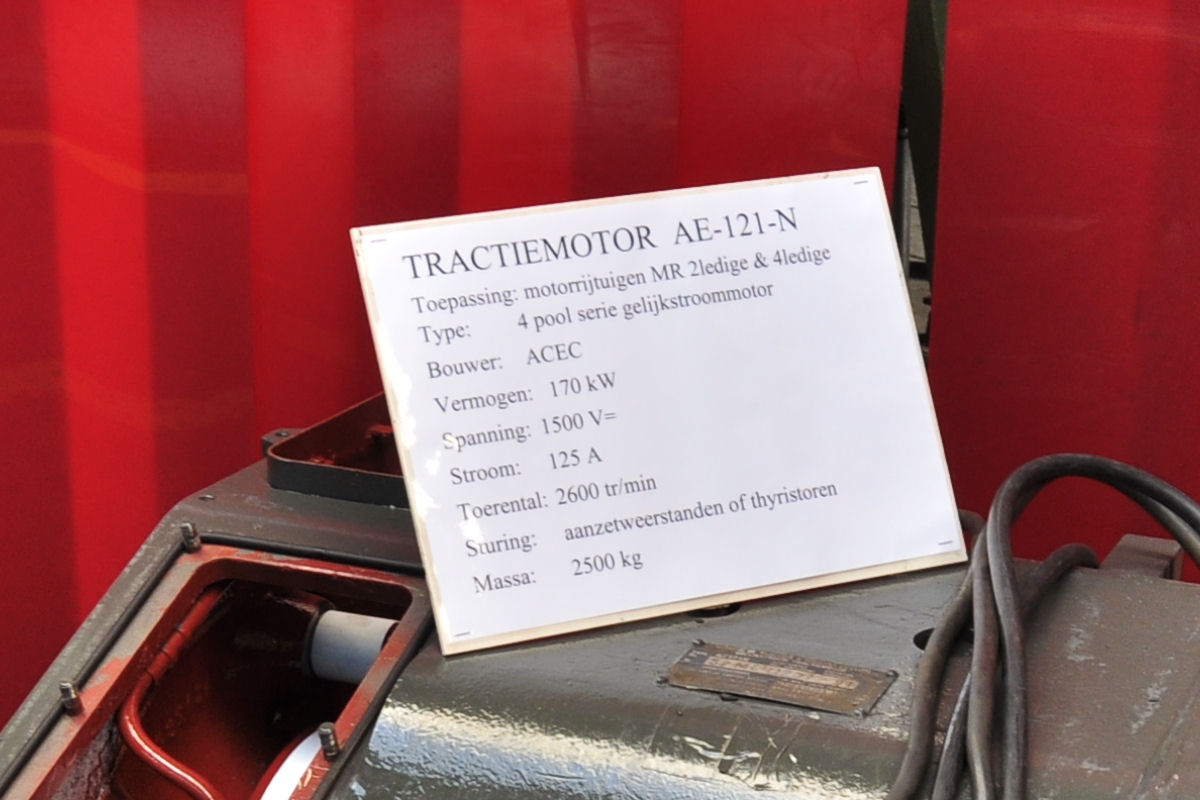 TRACTIEMOTOR AE-121-N
Toepassing: motorrijtuigen MR 2ledige & 4ledige
Type: 4 pool serie gelijkstroommotor
Bouwer: ACEC
Vermogen: 170 kW
Spanning: 1500 V=
Stroom: 125 A
Toerental: 2600 tr/min
Sturing: aanzetweerstanden of thyristoren
Massa: 2500 kg